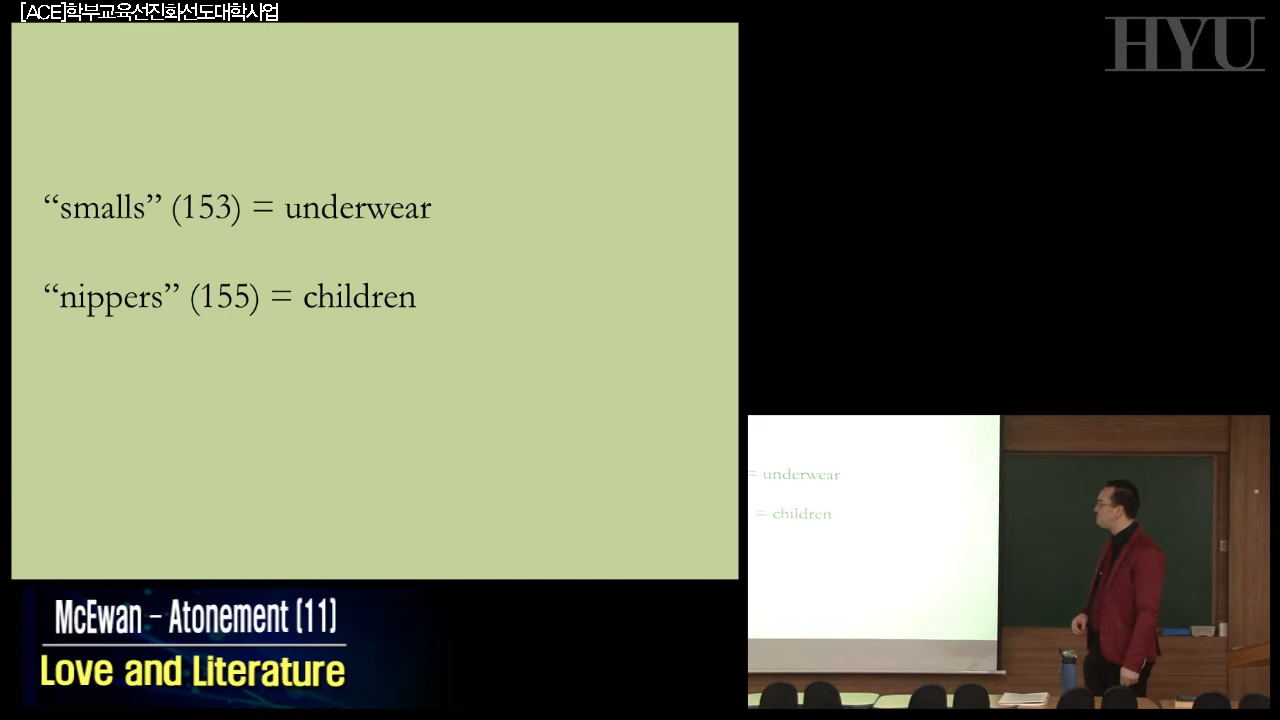 [ACE]학부교육선진화선도대학사업
HYU
“smalls” (153) = underwear
“nippers” (155) = children
= underwear
= children
McEwan – Atonement (11)
Love and Literature